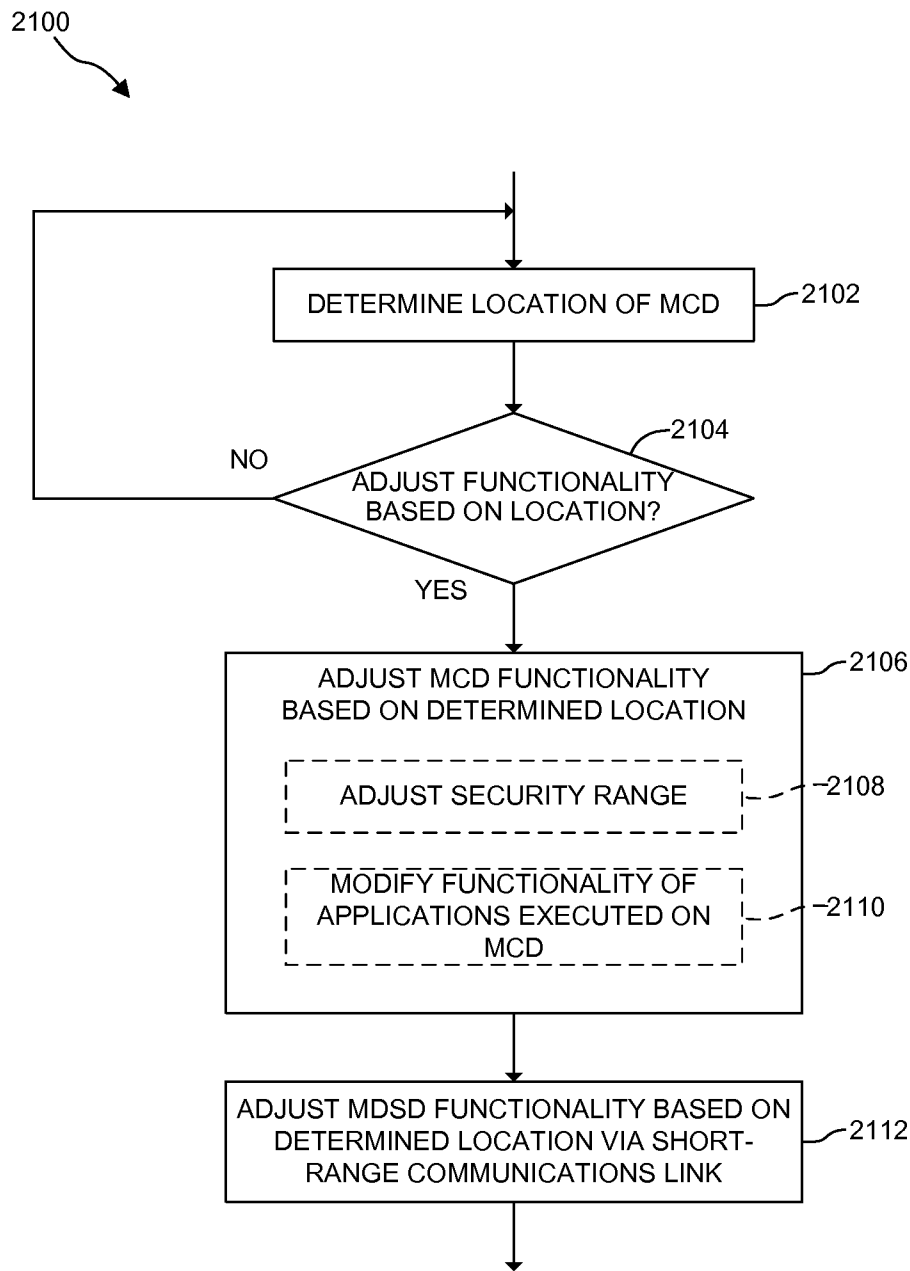 2100
DETERMINE LOCATION OF MCD
2102
2104
NO
ADJUST FUNCTIONALITY
BASED ON LOCATION?
YES
2106
ADJUST MCD FUNCTIONALITY
BASED ON DETERMINED LOCATION
ADJUST SECURITY RANGE
2108
MODIFY FUNCTIONALITY OF
APPLICATIONS EXECUTED ON
MCD
2110
ADJUST MDSD FUNCTIONALITY BASED ON
DETERMINED LOCATION VIA SHORT-
RANGE COMMUNICATIONS LINK
2112